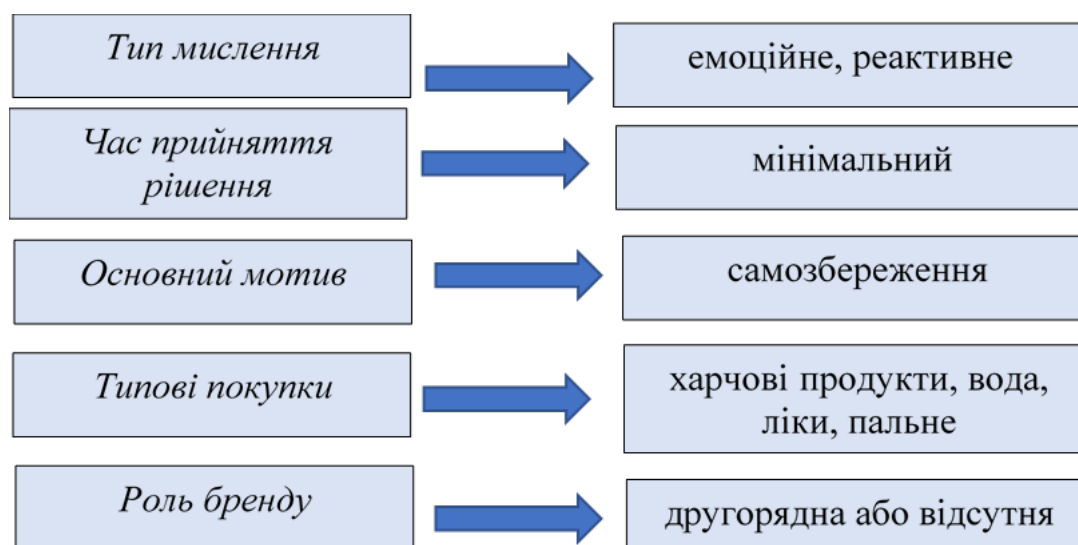 Тип мислення
емоційне, реактивне
Час прийняття
рішення
мінімальний
Основний мотив
самозбереження
Типові покупки
харчові продукти, вода,
ліки, пальне
Роль бренду
другорядна або відсутня